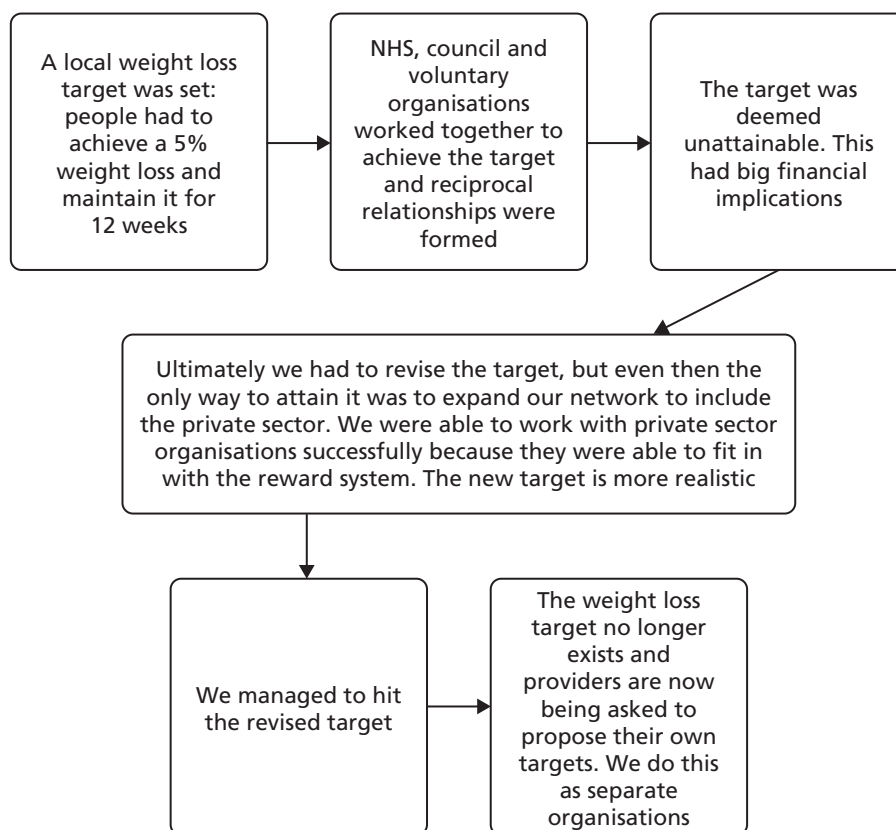 A local weight loss
target was set:
people had to
achieve a 5%
weight loss and
maintain it for
12 weeks
NHS, council and
voluntary
organisations
worked together to
achieve the target
and reciprocal
relationships were
formed
The target was
deemed
unattainable. This
had big financial
implications
Ultimately we had to revise the target, but even then the
only way to attain it was to expand our network to include
the private sector. We were able to work with private sector
organisations successfully because they were able to fit in
with the reward system. The new target is more realistic
We managed to hit
the revised target
The weight loss
target no longer
exists and
providers are now
being asked to
propose their own
targets. We do this
as separate
organisations